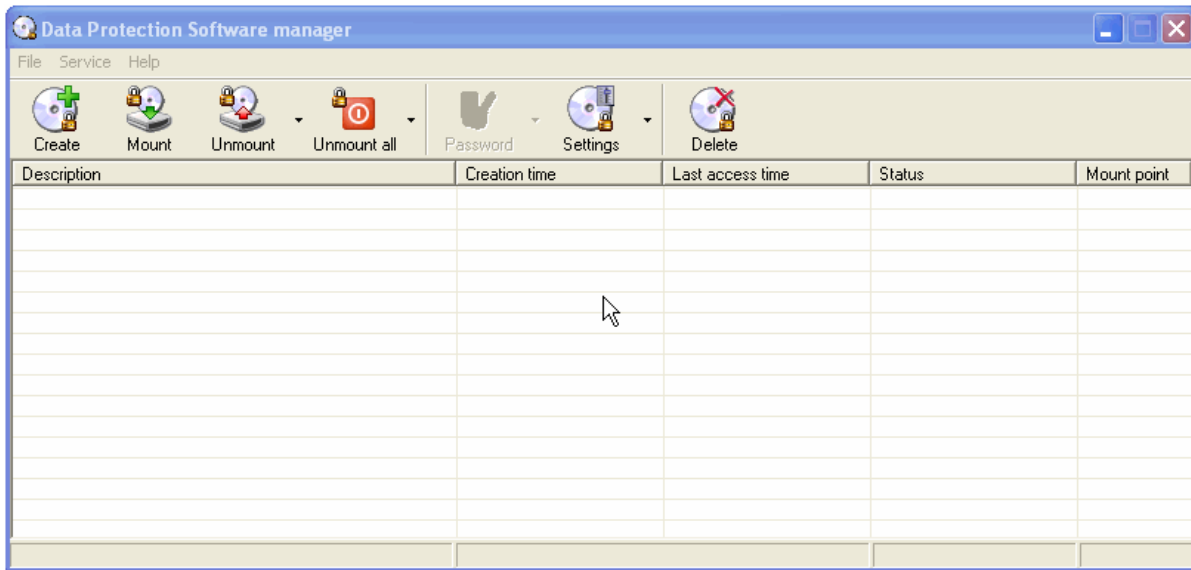 Data Protection Software manager
File Service Help
Create Mount Unmount Unmount all Password Settings Delete
Description Creation time Last access time Status Mount point